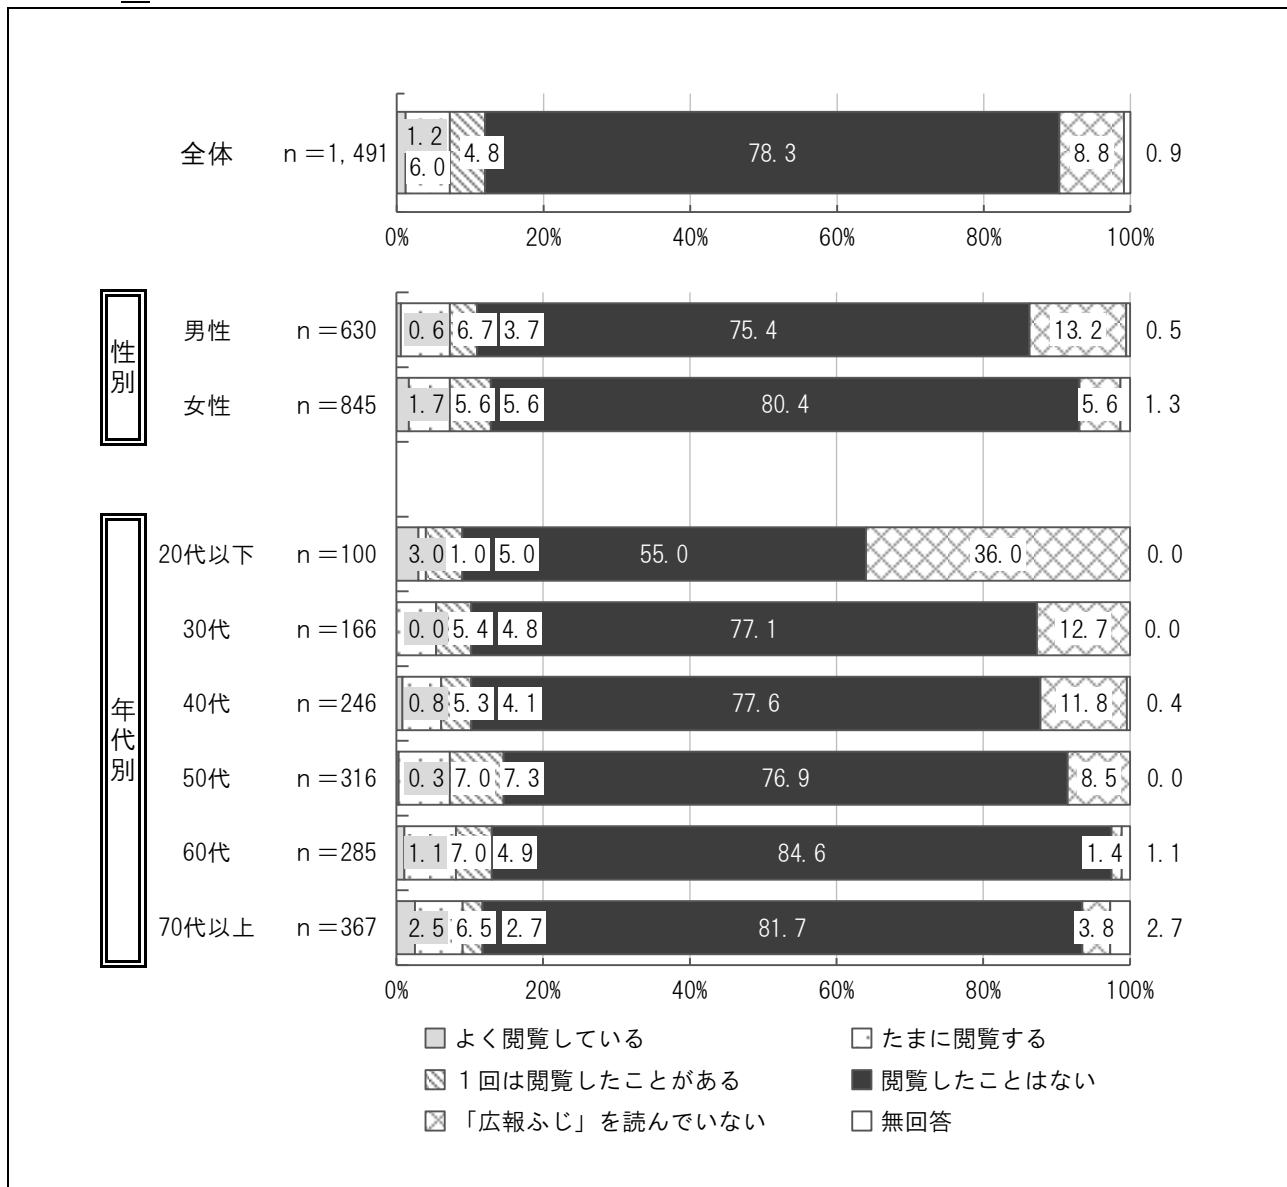 全体 n＝1,491 1.2 6.0 4.8 78.3 8.8 0.9
0% 20% 40% 60% 80% 100%
性別
男性 n＝630 0.6 6.7 3.7 75.4 13.2 0.5
女性 n＝845 1.7 5.6 5.6 80.4 5.6 1.3
年代別
20代以下 n＝100 3.0 1.0 5.0 55.0 36.0 0.0
30代 n＝166 0.0 5.4 4.8 77.1 12.7 0.0
40代 n＝246 0.8 5.3 4.1 77.6 11.8 0.4
50代 n＝316 0.3 7.0 7.3 76.9 8.5 0.0
60代 n＝285 1.1 7.0 4.9 84.6 1.4 1.1
70代以上 n＝367 2.5 6.5 2.7 81.7 3.8 2.7
0% 20% 40% 60% 80% 100%
よく閲覧している たまに閲覧する
１回は閲覧したことがある 閲覧したことはない
「広報ふじ」を読んでいない 無回答